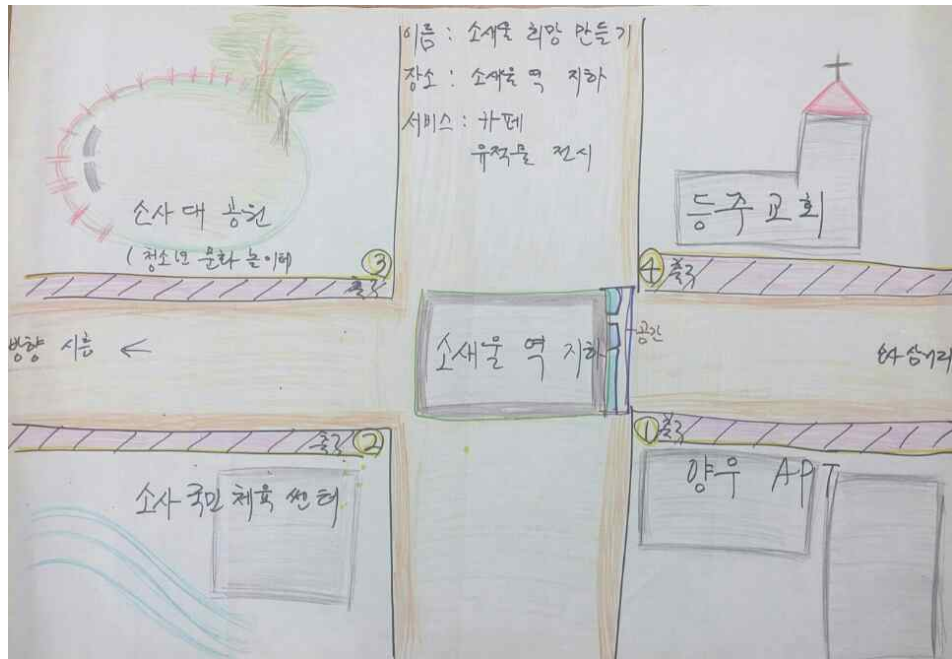 이름 : 소새울 희망 만들기
장소 : 소새울 역 지하
서비스 : 카페
유적물 전시
소사 대 공원
( 청소년 문화 놀이터
③
출구
등주교회
④ 출구
방향 시흥 ←
소새울 역 지하
공간
삼거리
출구 ②
소사 국민 체육 쎈터
① 출구
양우 APT